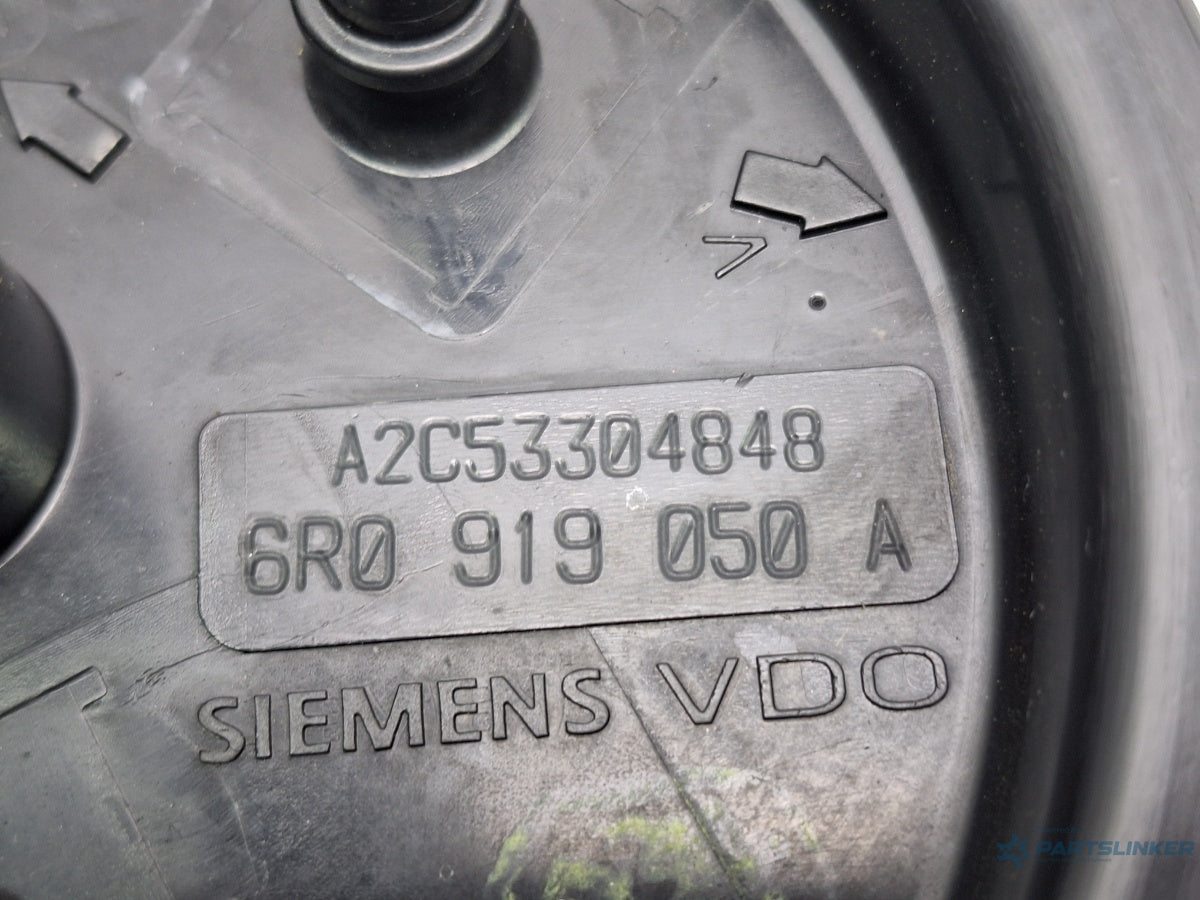 A2C53304848
6R0 919 050 A
SIEMENS VDO
PARTSLINKER